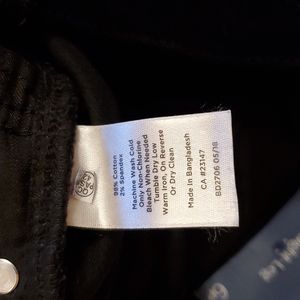 98% Cotton
2% Spandex
Machine Wash Cold
Only Non-Chlorine
Bleach When Needed
Tumble Dry Low
Warm Iron, On Reverse
Or Dry Clean
Made in Bangladesh
CA #23147
BD2706 05/18